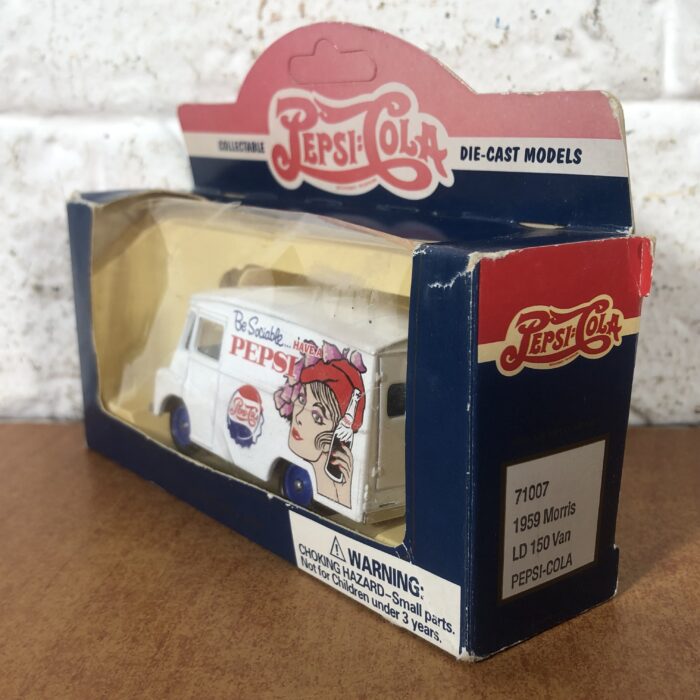 COLLECTABLE
PEPSI:COLA
DIE-CAST MODELS
Be Sociable... HAVE A
PEPSI
PEPSI:COLA
71007
1959 Morris
LD 150 Van
PEPSI-COLA
WARNING:
CHOKING HAZARD-Small parts.
Not for Children under 3 years.